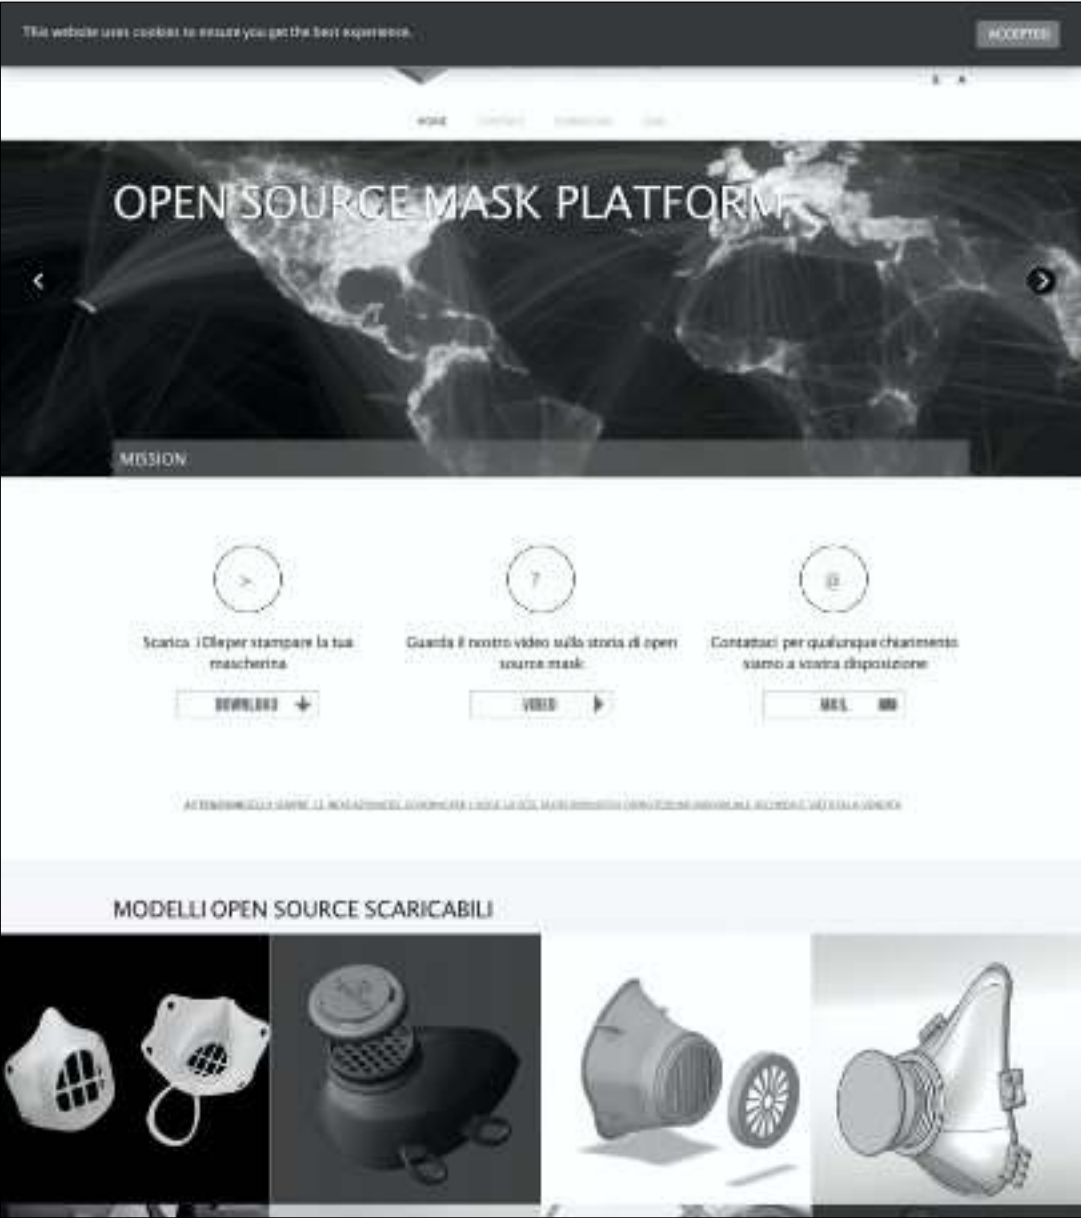 This website uses cookies to ensure you get the best experience.
ACCEPTED
HOME
OPEN SOURCE MASK PLATFORM
MISSION
>
?
@
Scarica i per stampare la tua
mascherina
Guarda il nostro video sulla storia di open
source mask
Contattaci per qualunque chiarimento
siamo a vostra disposizione
DOWNLOAD
VIDEO
MAIL
MODELLI OPEN SOURCE SCARICABILI